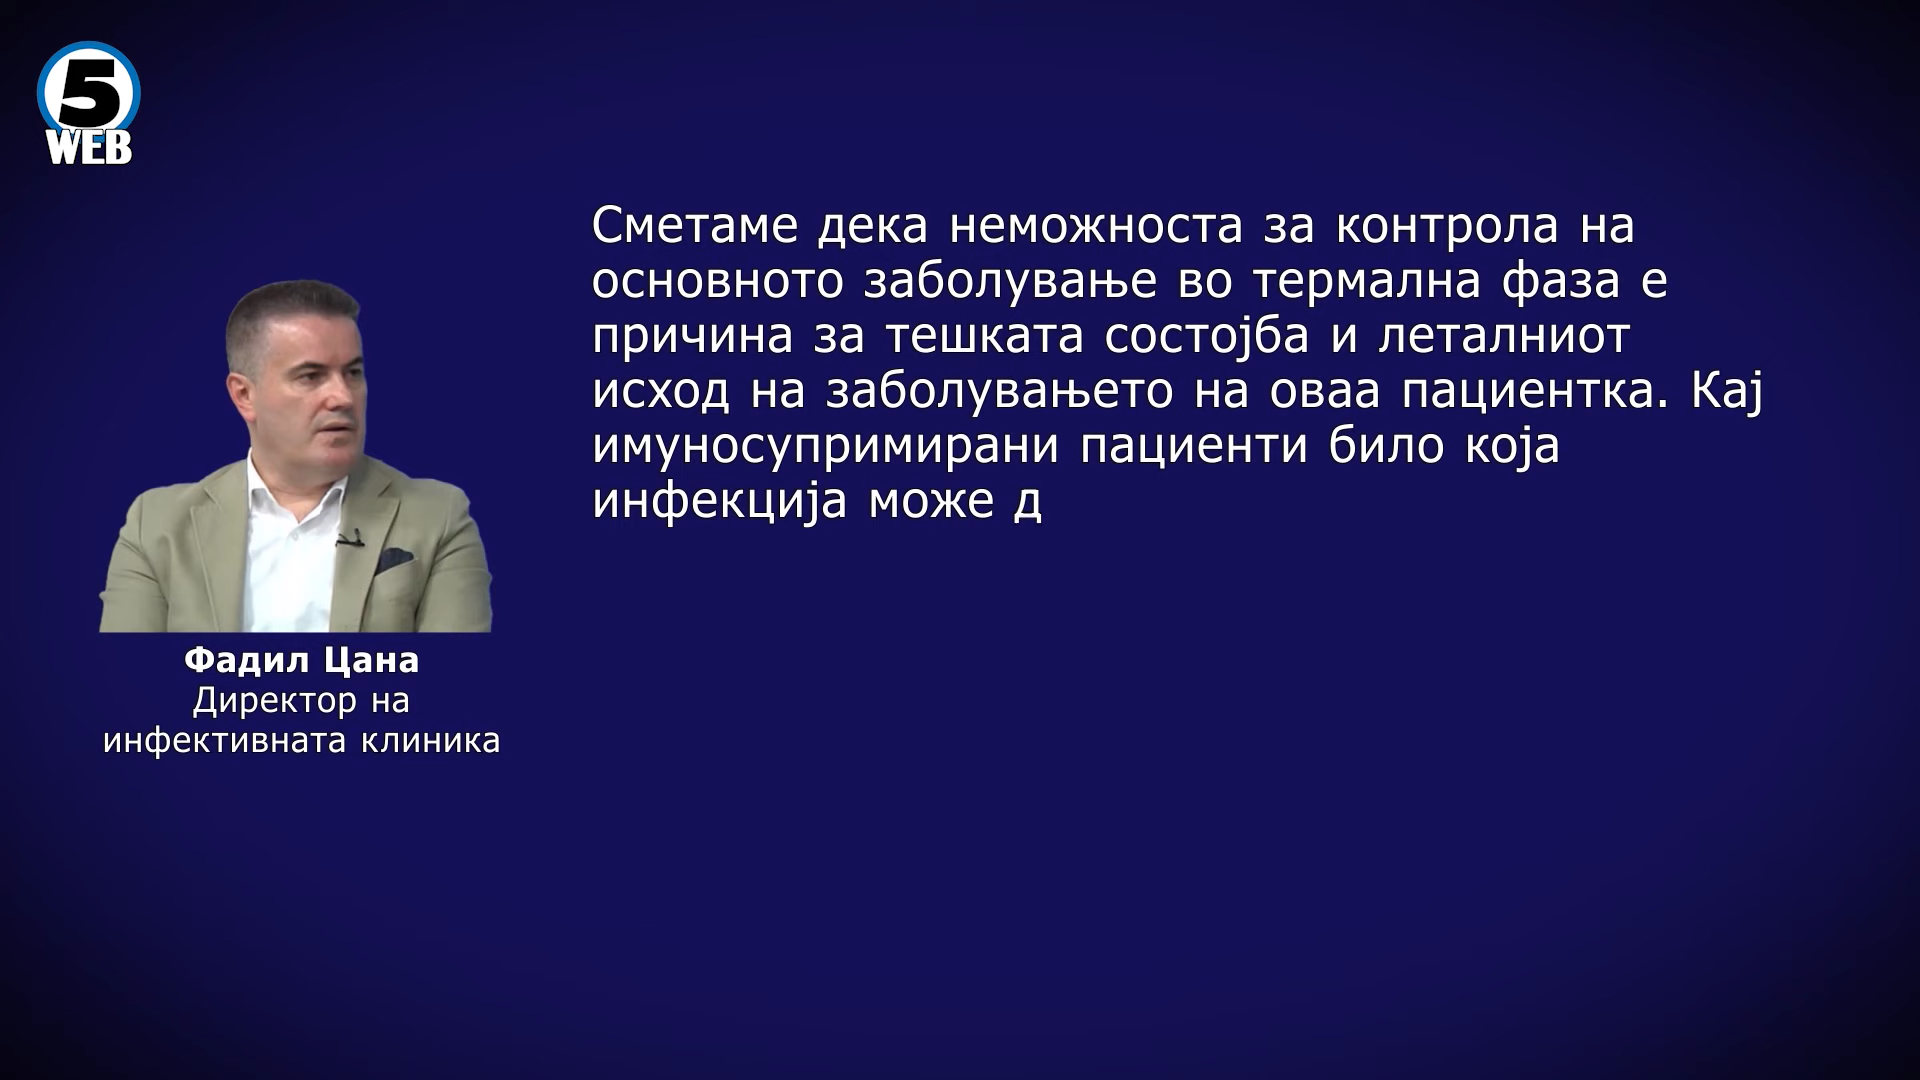 5
WEB
Сметаме дека неможноста за контрола на
основното заболување во термална фаза е
причина за тешката состојба и леталниот
исход на заболувањето на оваа пациентка. Кај
имуносупримирани пациенти било која
инфекција може д
Фадил Цана
Директор на
инфективната клиника